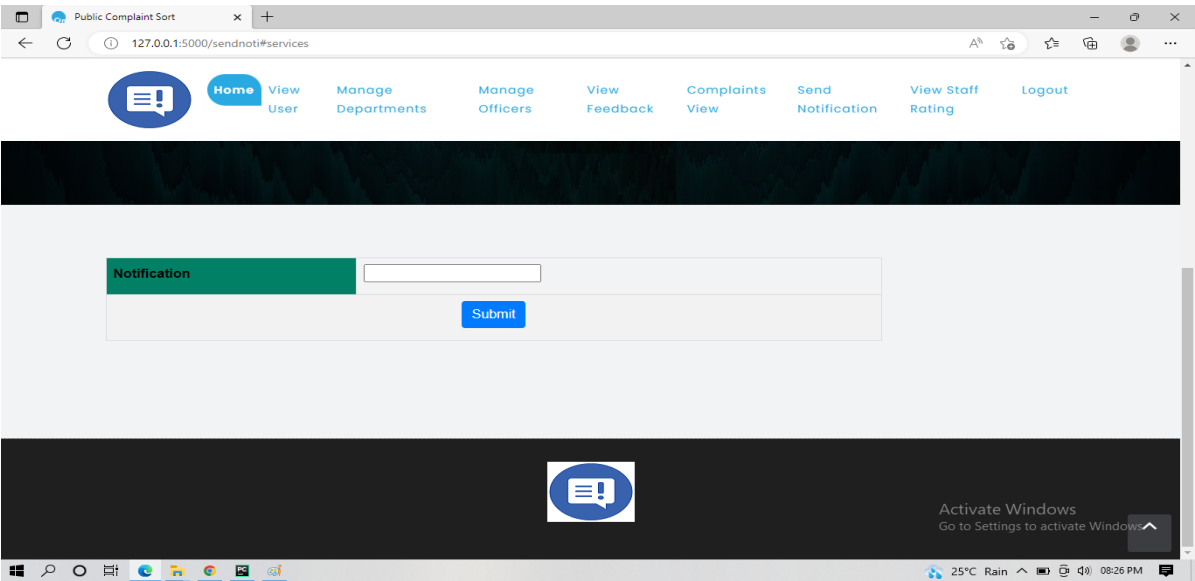 Public Complaint Sort
127.0.0.1:5000/sendnoti#services
Home View User Manage Departments Manage Officers View Feedback Complaints View Send Notification View Staff Rating Logout
Notification
Submit
Activate Windows
Go to Settings to activate Windows.
PC
25°C Rain 08:26 PM